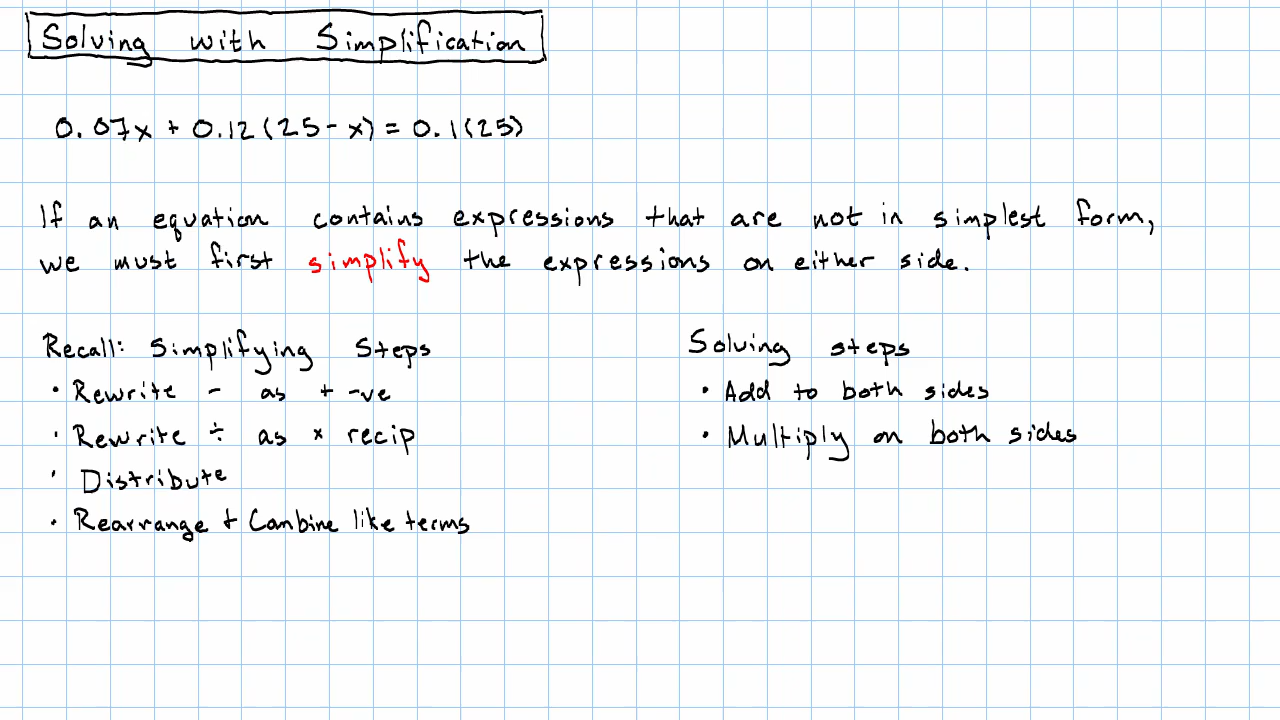 Solving with Simplification
0.07x + 0.12(25 - x) = 0.1(25)
If an equation contains expressions that are not in simplest form,
we must first simplify the expressions on either side.
Recall: Simplifying Steps
• Rewrite - as + -ve
• Rewrite ÷ as × recip
• Distribute
• Rearrange + Combine like terms
Solving steps
• Add to both sides
• Multiply on both sides